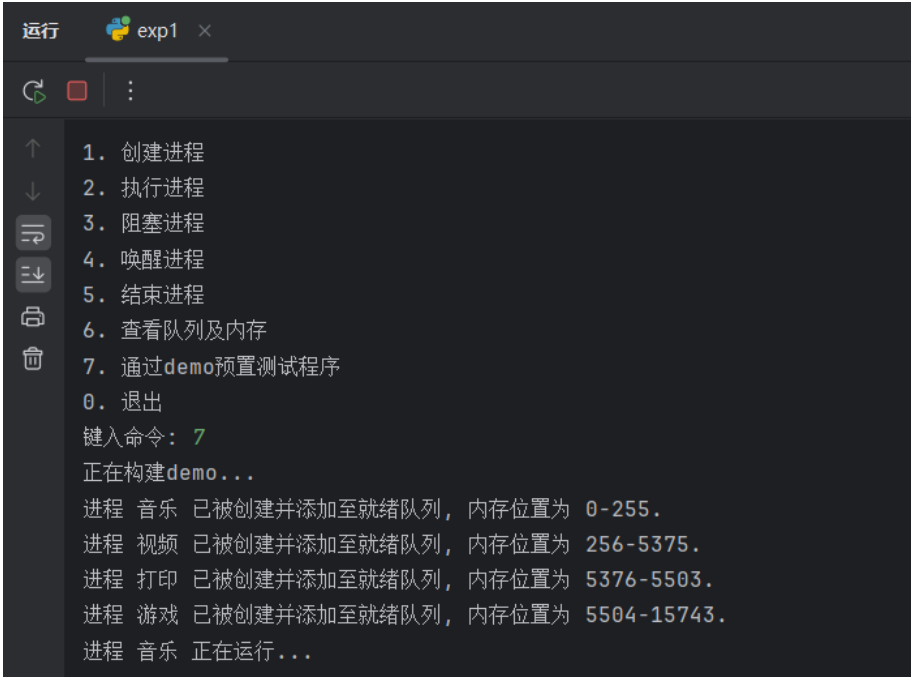 运行 exp1
1. 创建进程
2. 执行进程
3. 阻塞进程
4. 唤醒进程
5. 结束进程
6. 查看队列及内存
7. 通过demo预置测试程序
0. 退出
键入命令: 7
正在构建demo...
进程 音乐 已被创建并添加至就绪队列, 内存位置为 0-255.
进程 视频 已被创建并添加至就绪队列, 内存位置为 256-5375.
进程 打印 已被创建并添加至就绪队列, 内存位置为 5376-5503.
进程 游戏 已被创建并添加至就绪队列, 内存位置为 5504-15743.
进程 音乐 正在运行...